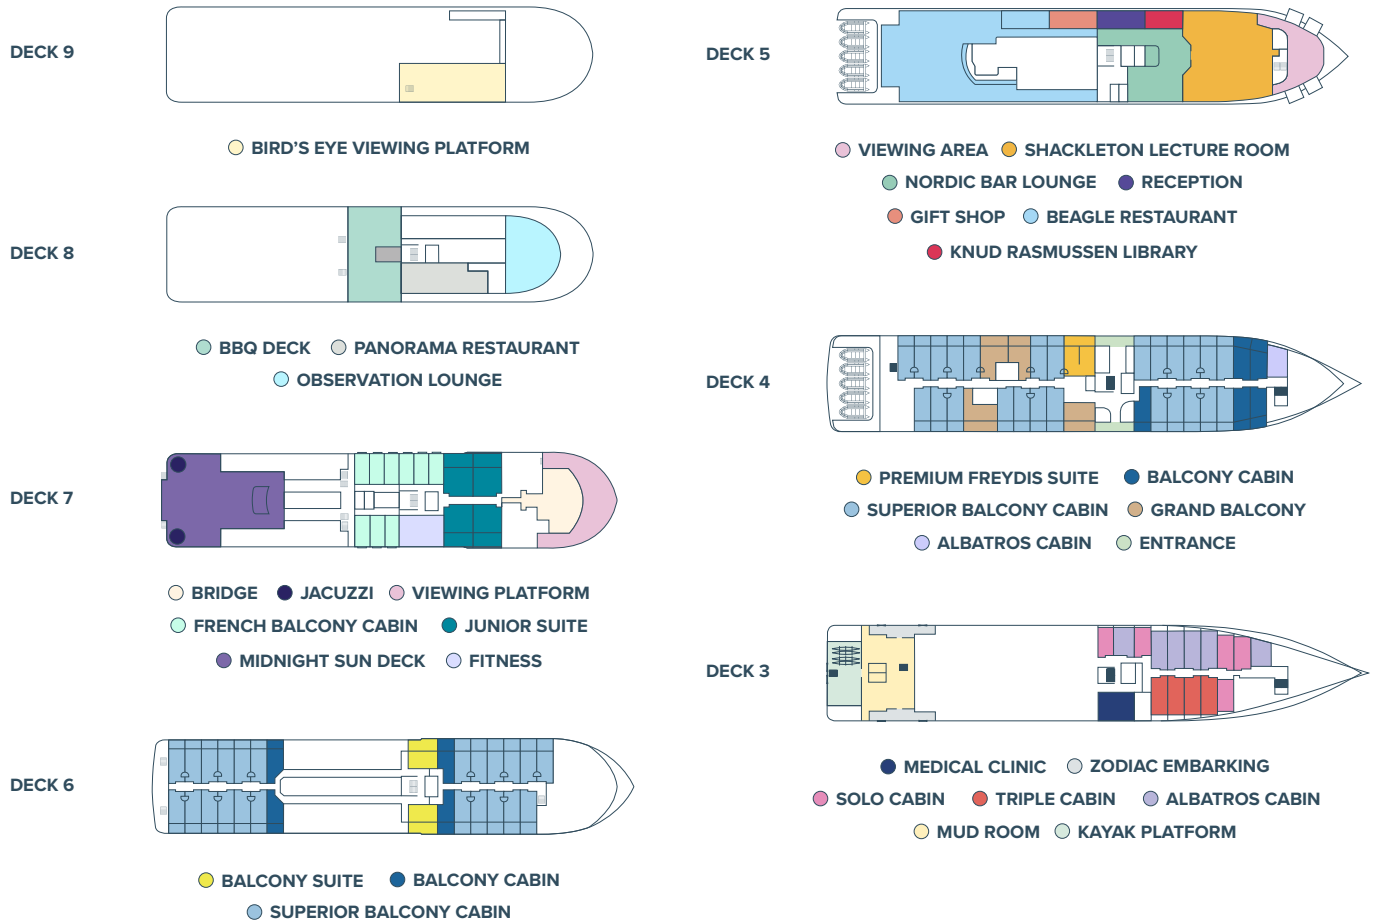 DECK 9
BIRD’S EYE VIEWING PLATFORM
DECK 8
BBQ DECK PANORAMA RESTAURANT
OBSERVATION LOUNGE
DECK 7
BRIDGE JACUZZI VIEWING PLATFORM
FRENCH BALCONY CABIN JUNIOR SUITE
MIDNIGHT SUN DECK FITNESS
DECK 6
BALCONY SUITE BALCONY CABIN
SUPERIOR BALCONY CABIN
DECK 5
VIEWING AREA SHACKLETON LECTURE ROOM
NORDIC BAR LOUNGE RECEPTION
GIFT SHOP BEAGLE RESTAURANT
KNUD RASMUSSEN LIBRARY
DECK 4
PREMIUM FREYDIS SUITE BALCONY CABIN
SUPERIOR BALCONY CABIN GRAND BALCONY
ALBATROS CABIN ENTRANCE
DECK 3
MEDICAL CLINIC ZODIAC EMBARKING
SOLO CABIN TRIPLE CABIN ALBATROS CABIN
MUD ROOM KAYAK PLATFORM